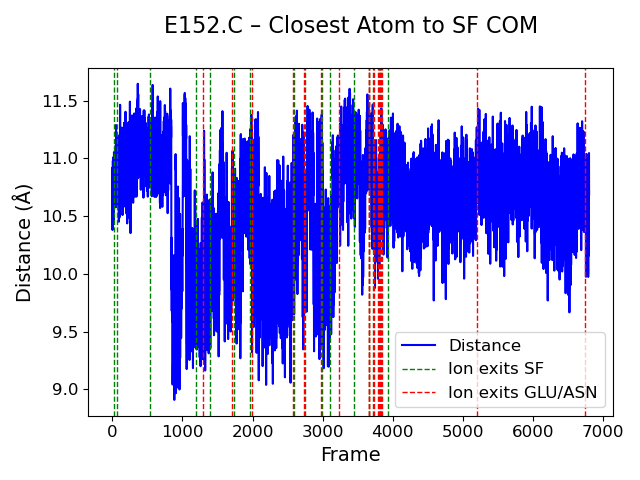 E152.C – Closest Atom to SF COM
Distance (Å)
11.5
11.0
10.5
10.0
9.5
9.0
Distance
Ion exits SF
Ion exits GLU/ASN
0 1000 2000 3000 4000 5000 6000 7000
Frame